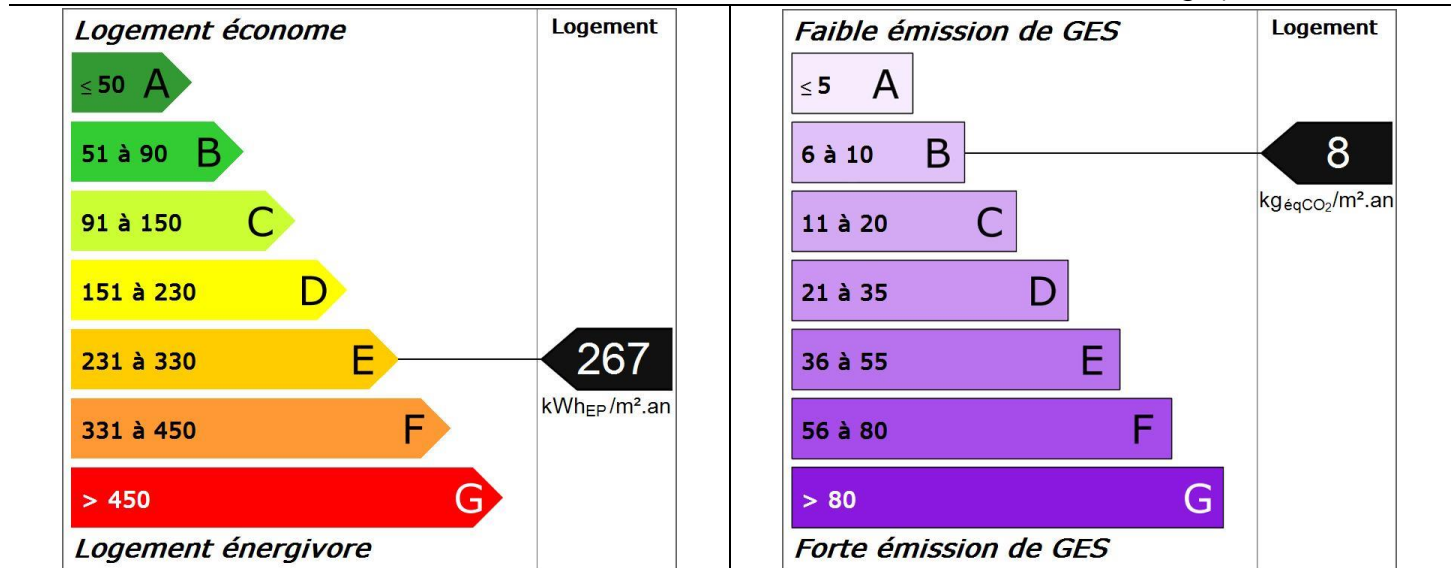 Logement économe
Logement
≤ 50 A
51 à 90 B
91 à 150 C
151 à 230 D
231 à 330 E
267
kWhEP/m².an
331 à 450 F
> 450 G
Logement énergivore
Faible émission de GES
Logement
≤ 5 A
6 à 10 B
8
kgéqCO2/m².an
11 à 20 C
21 à 35 D
36 à 55 E
56 à 80 F
> 80 G
Forte émission de GES